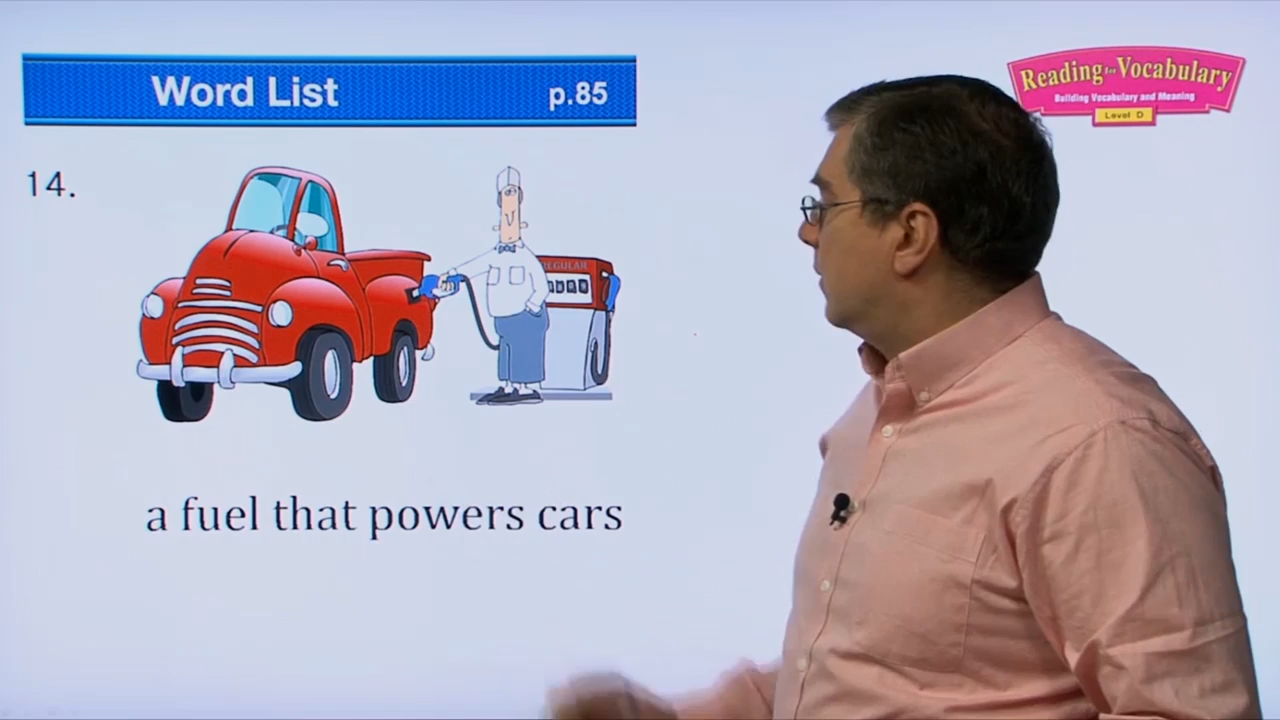 Word List p.85
Reading for Vocabulary
Building Vocabulary and Meaning
Level D
14.
REGULAR
a fuel that powers cars